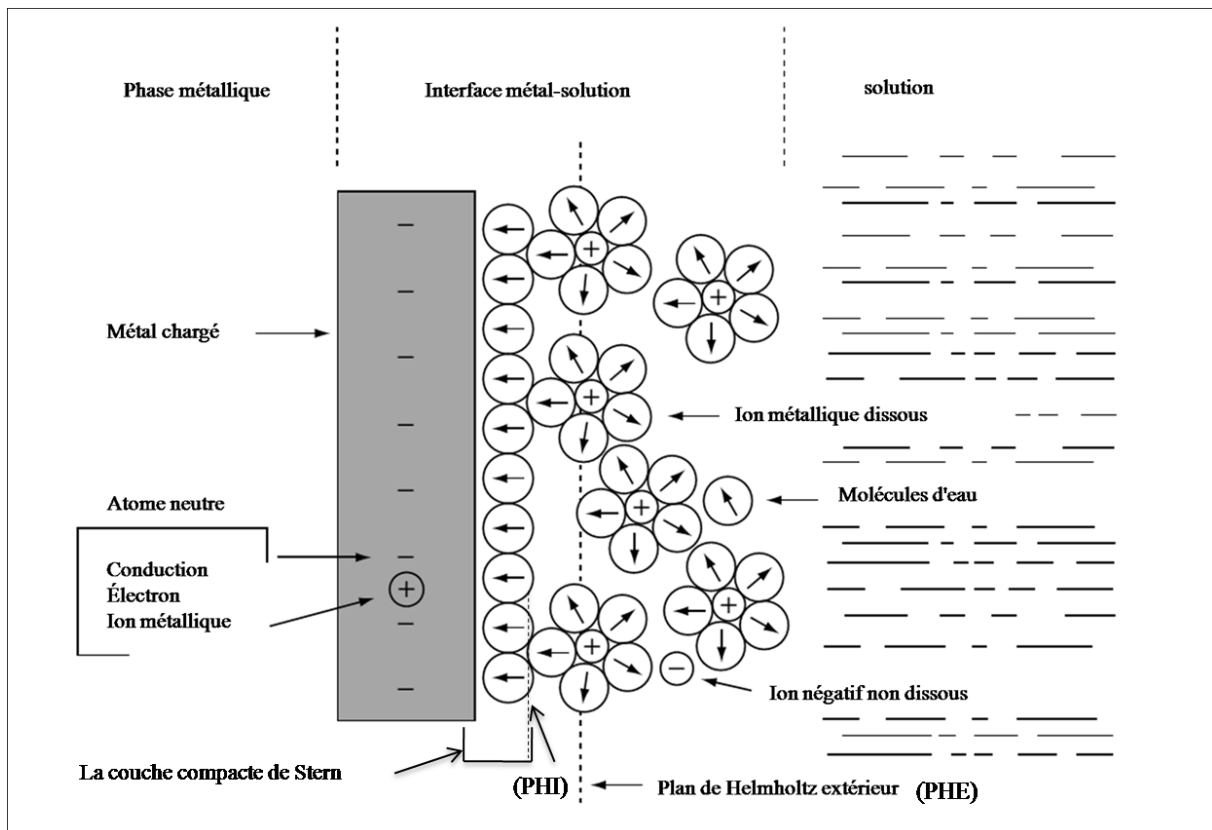 Phase métallique
Interface métal-solution
solution
Métal chargé
Ion métallique dissous
Molécules d'eau
Atome neutre
Conduction
Électron
Ion métallique
Ion négatif non dissous
La couche compacte de Stern
(PHI)
Plan de Helmholtz extérieur (PHE)